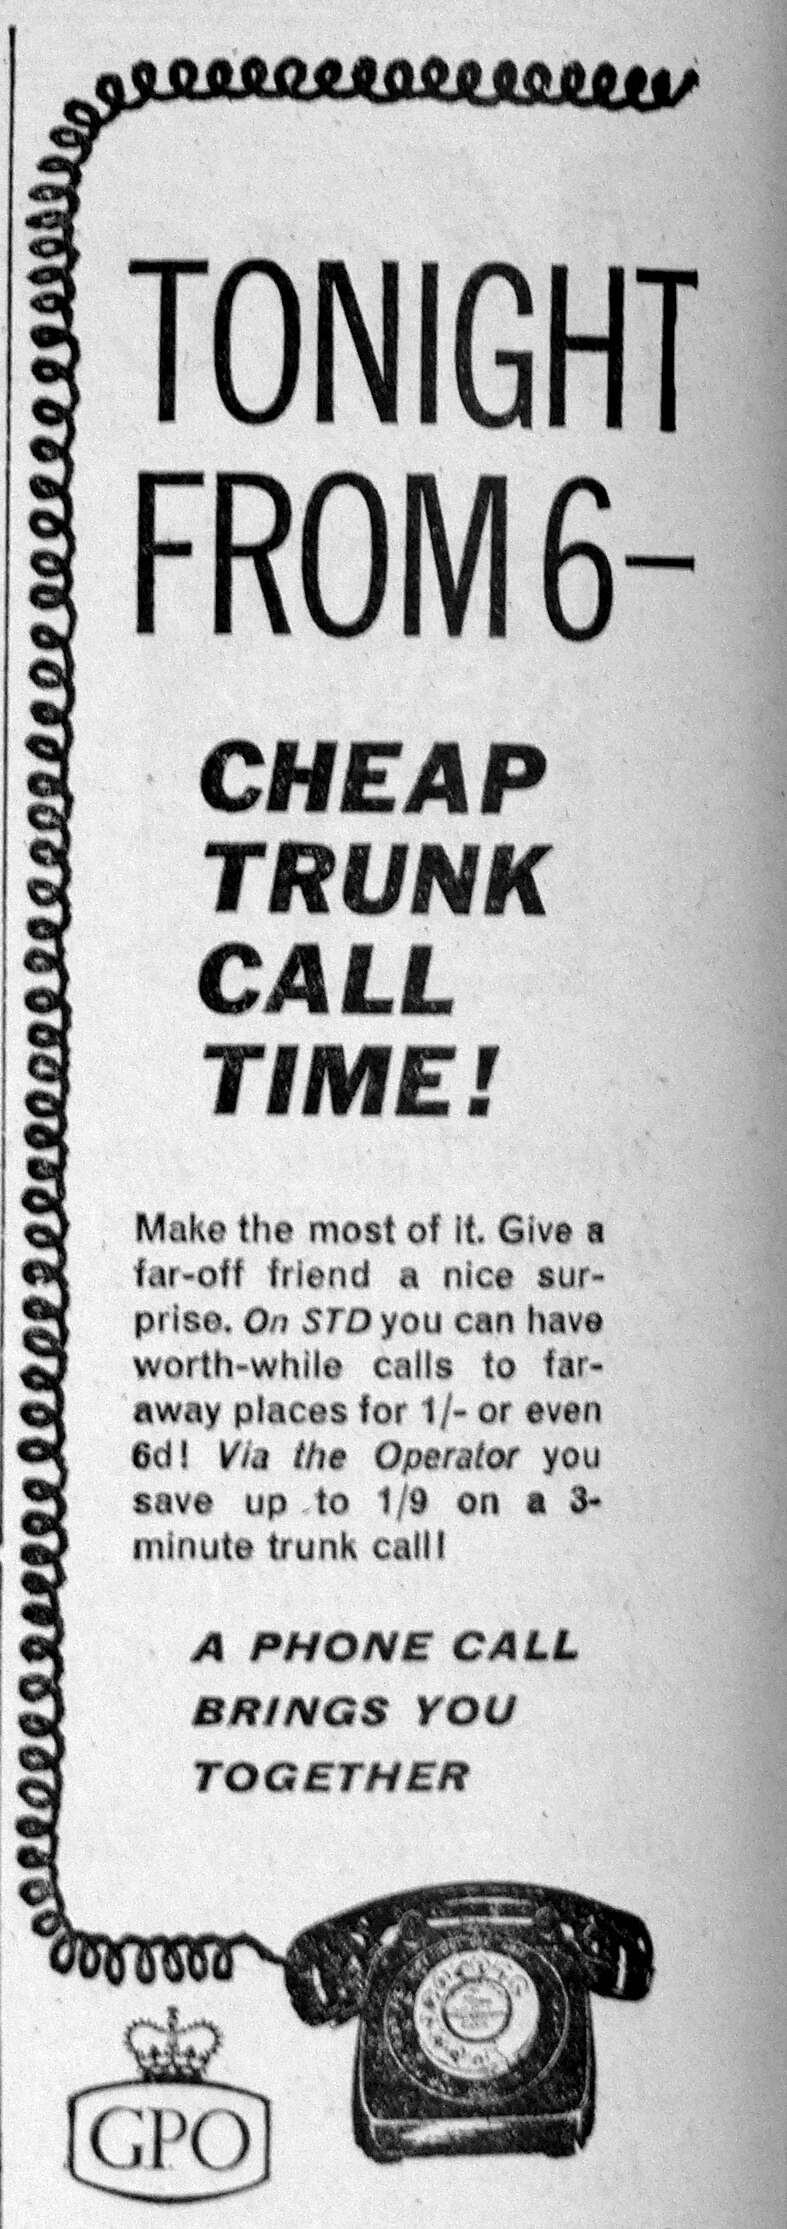 TONIGHT
FROM 6–
CHEAP
TRUNK
CALL
TIME!
Make the most of it. Give a
far-off friend a nice sur-
prise. On STD you can have
worth-while calls to far-
away places for 1/- or even
6d! Via the Operator you
save up to 1/9 on a 3-
minute trunk call!
A PHONE CALL
BRINGS YOU
TOGETHER
GPO